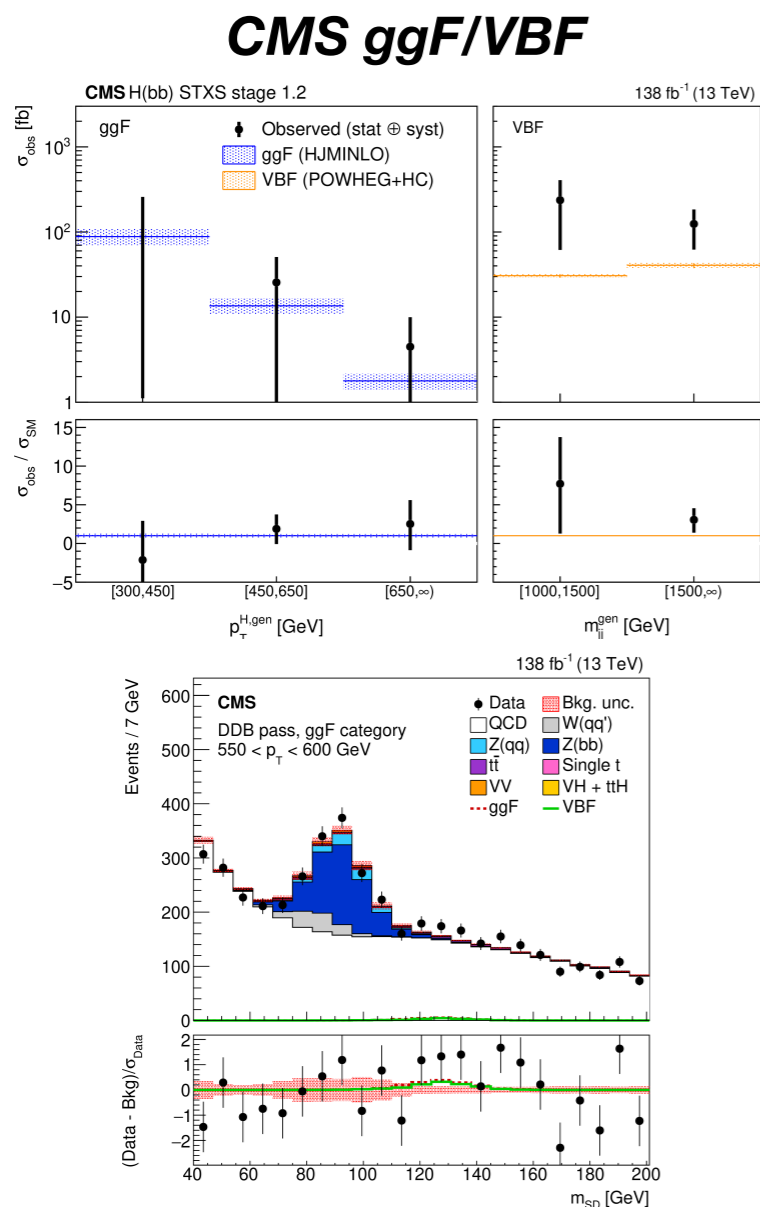 CMS ggF/VBF
CMS H(bb) STXS stage 1.2 138 fb⁻¹ (13 TeV)
σobs [fb]
ggF
Observed (stat ⊕ syst)
ggF (HJMINLO)
VBF (POWHEG+HC)
VBF
10³
10²
10
1
σobs / σSM
15
10
5
0
−5
[300,450] [450,650] [650,∞) [1000,1500] [1500,∞)
pT^H,gen [GeV] mjj^gen [GeV]
138 fb⁻¹ (13 TeV)
Events / 7 GeV
CMS
DDB pass, ggF category
550 < pT < 600 GeV
Data Bkg. unc.
QCD W(qq')
Z(qq) Z(bb)
tt̄ Single t
VV VH + ttH
ggF VBF
600
500
400
300
200
100
0
(Data - Bkg)/σData
2
1
0
−1
−2
40 60 80 100 120 140 160 180 200
mSD [GeV]